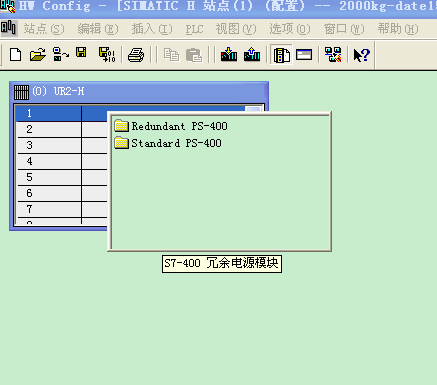 HW Config - [SIMATIC H 站点(1) (配置) -- 2000kg-date15
站点(S) 编辑(E) 插入(I) PLC 视图(V) 选项(O) 窗口(W) 帮助(H)
(0) UR2-H
1
2
3
4
5
6
7
8
Redundant PS-400
Standard PS-400
S7-400 冗余电源模块